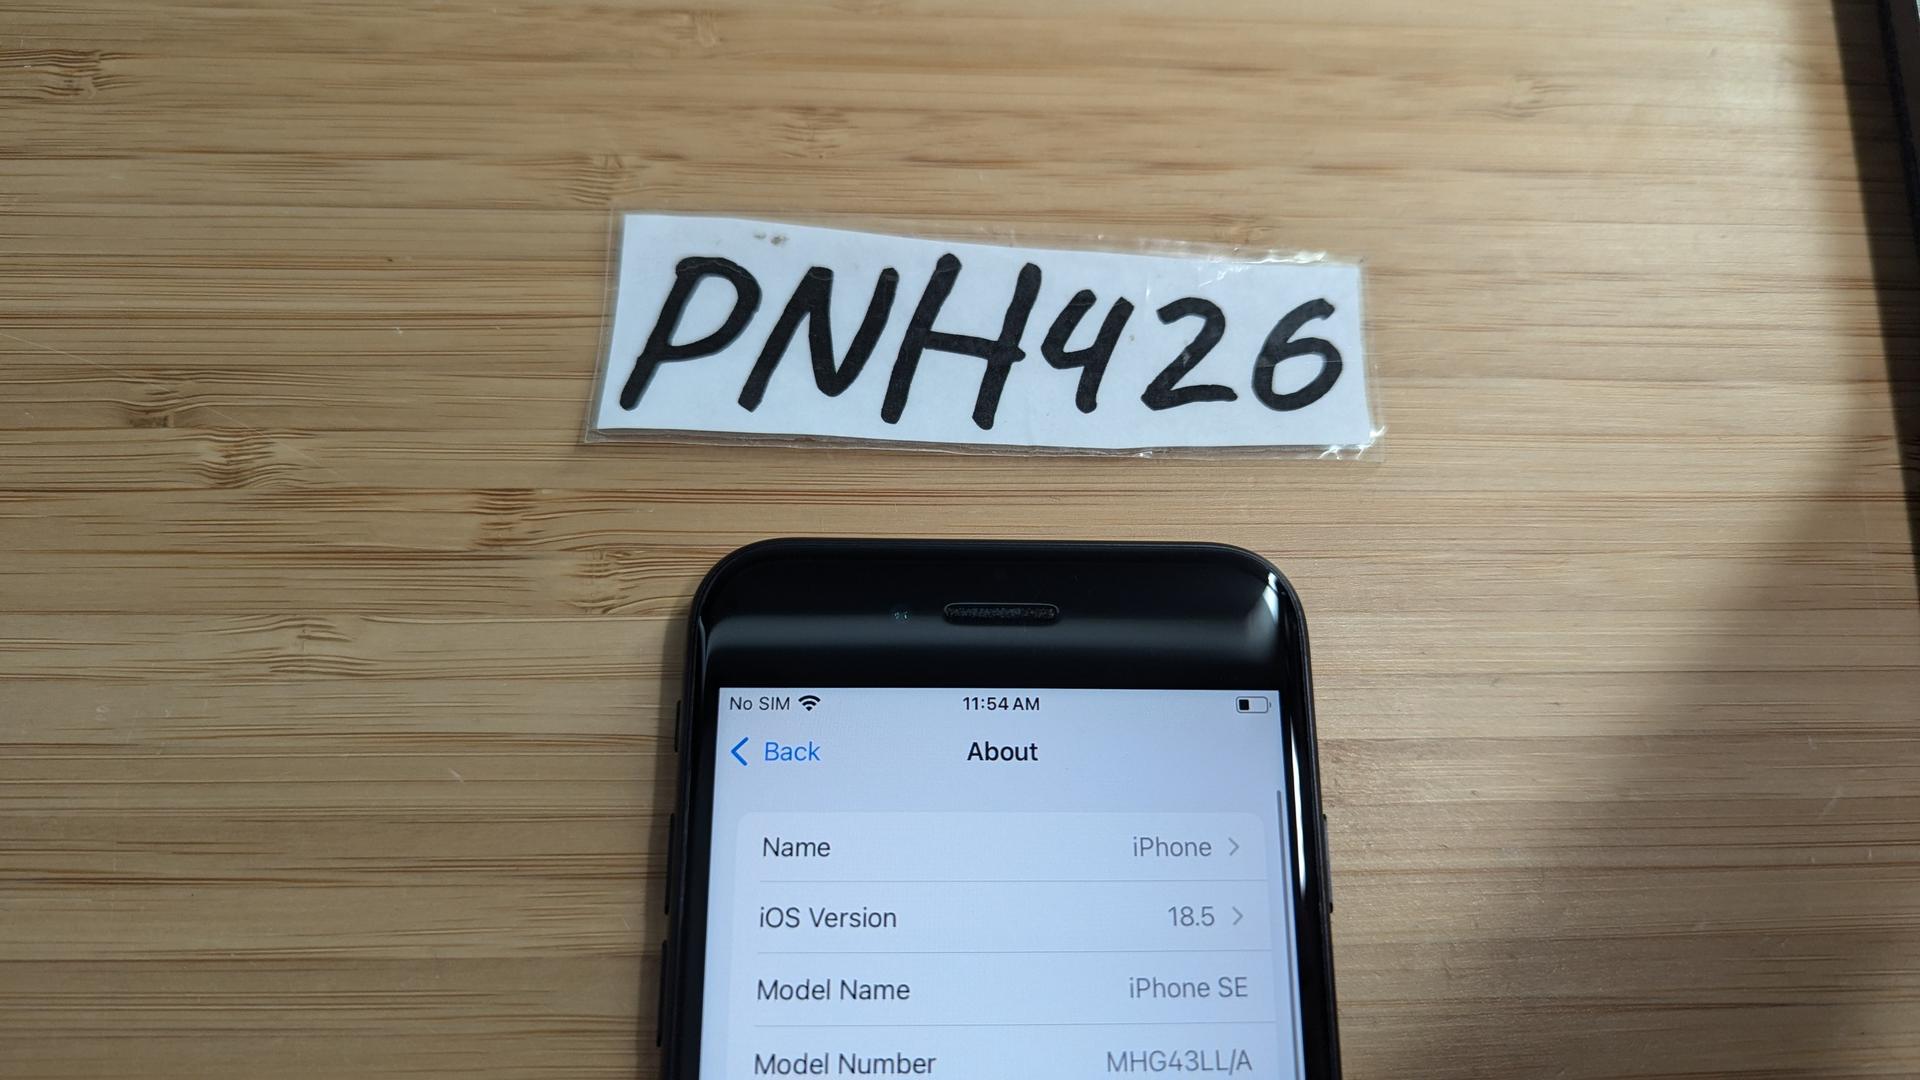 PNH426
No SIM 11:54 AM
Back About
Name iPhone
iOS Version 18.5
Model Name iPhone SE
Model Number MHG43LL/A